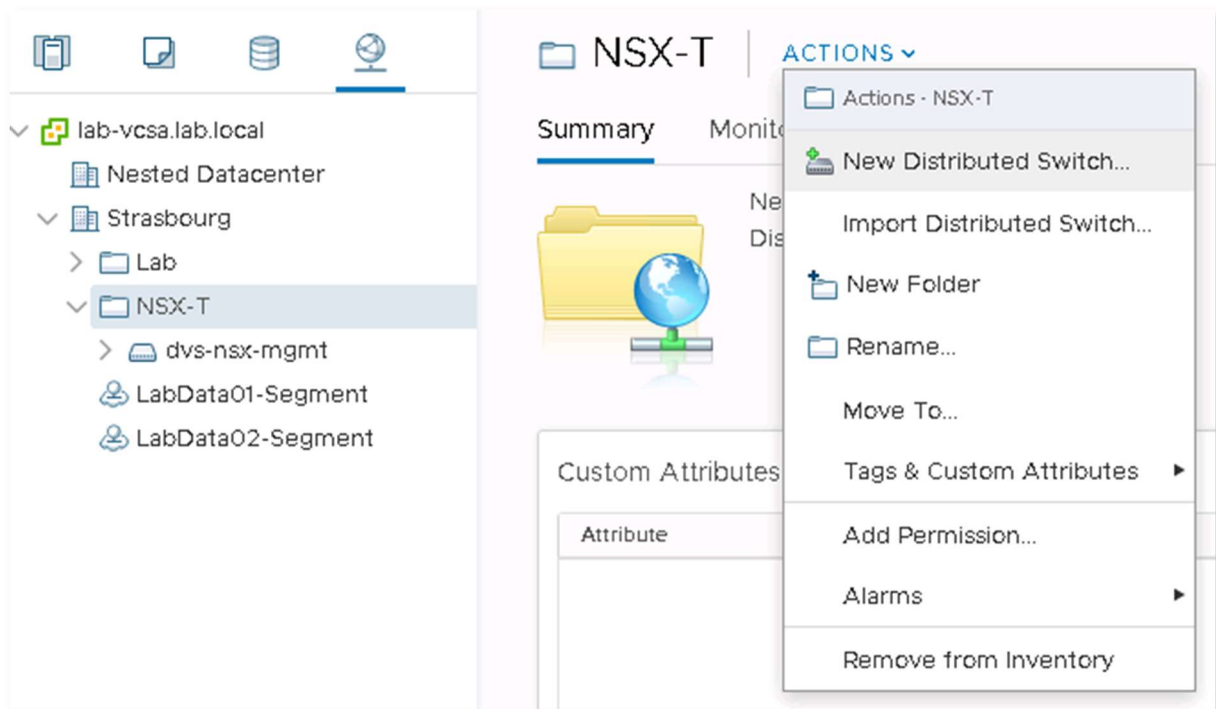 lab-vcsa.lab.local
Nested Datacenter
Strasbourg
Lab
NSX-T
dvs-nsx-mgmt
LabData01-Segment
LabData02-Segment
NSX-T
ACTIONS
Summary
Monito
Ne
Dis
Custom Attributes
Attribute
Actions - NSX-T
New Distributed Switch...
Import Distributed Switch...
New Folder
Rename...
Move To...
Tags & Custom Attributes
Add Permission...
Alarms
Remove from Inventory